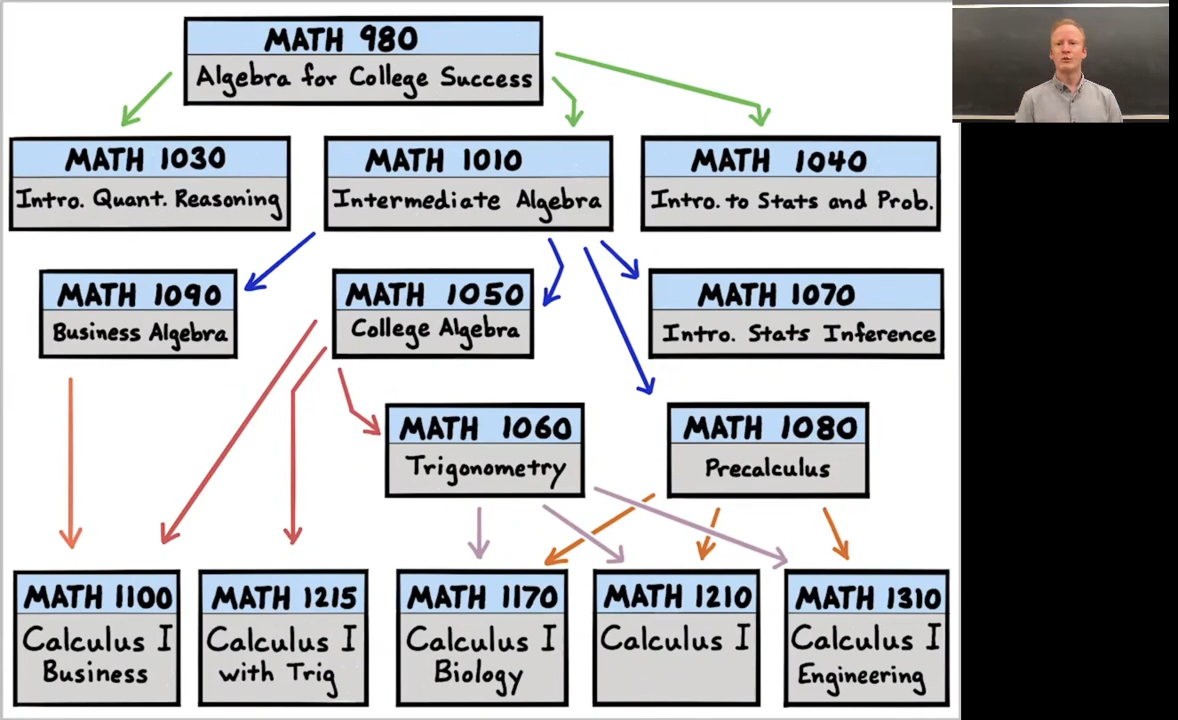 MATH 980
Algebra for College Success
MATH 1030
Intro. Quant. Reasoning
MATH 1010
Intermediate Algebra
MATH 1040
Intro. to Stats and Prob.
MATH 1090
Business Algebra
MATH 1050
College Algebra
MATH 1070
Intro. Stats Inference
MATH 1060
Trigonometry
MATH 1080
Precalculus
MATH 1100
Calculus I
Business
MATH 1215
Calculus I
with Trig
MATH 1170
Calculus I
Biology
MATH 1210
Calculus I
MATH 1310
Calculus I
Engineering